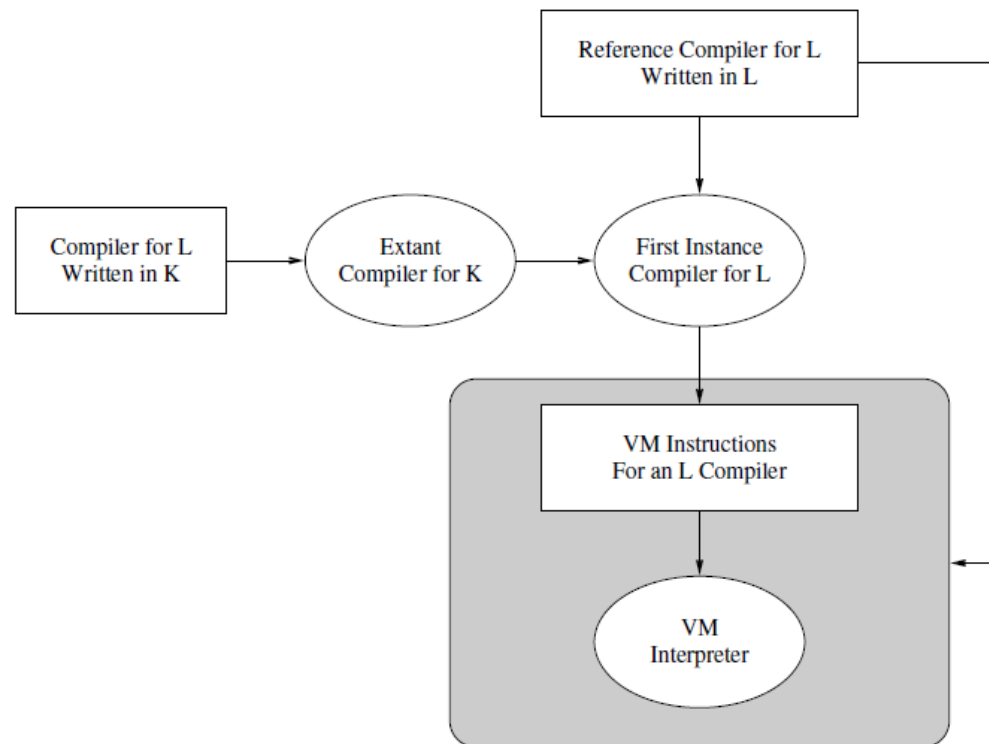 Reference Compiler for L
Written in L
Compiler for L
Written in K
Extant
Compiler for K
First Instance
Compiler for L
VM Instructions
For an L Compiler
VM
Interpreter